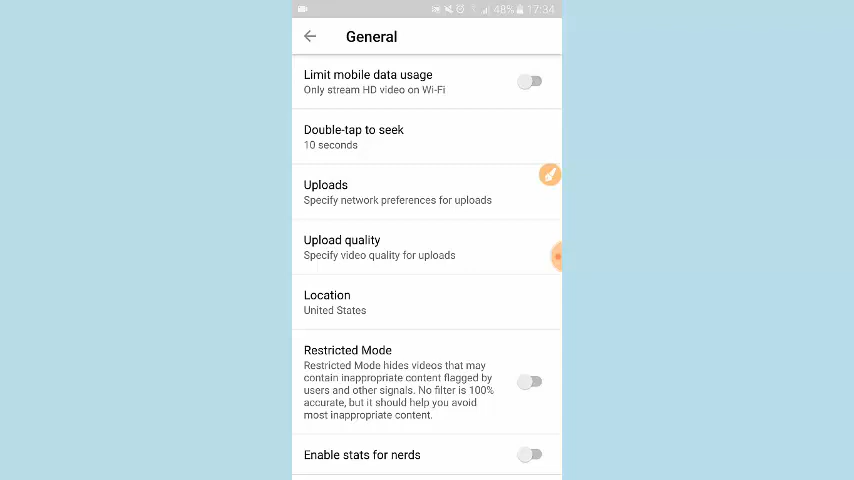 48% 17:34
General
Limit mobile data usage
Only stream HD video on Wi-Fi
Double-tap to seek
10 seconds
Uploads
Specify network preferences for uploads
Upload quality
Specify video quality for uploads
Location
United States
Restricted Mode
Restricted Mode hides videos that may
contain inappropriate content flagged by
users and other signals. No filter is 100%
accurate, but it should help you avoid
most inappropriate content.
Enable stats for nerds